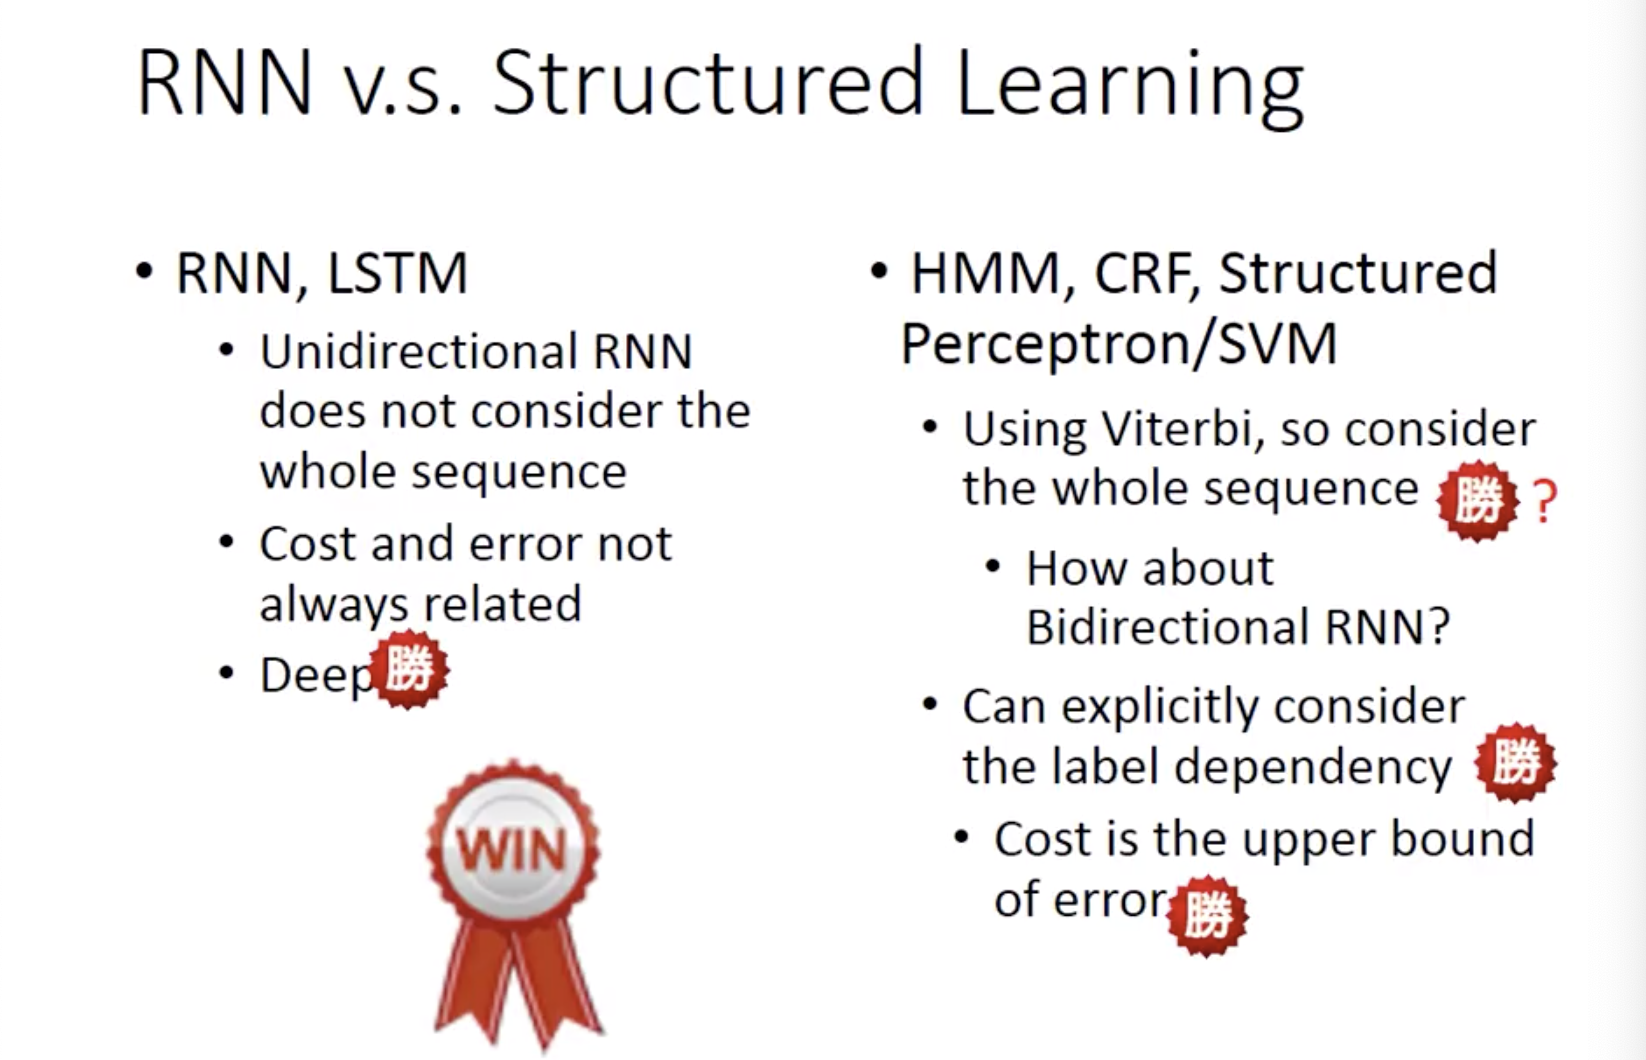 RNN v.s. Structured Learning
• RNN, LSTM
• Unidirectional RNN
does not consider the
whole sequence
• Cost and error not
always related
• Deep 勝
WIN
• HMM, CRF, Structured
Perceptron/SVM
• Using Viterbi, so consider
the whole sequence 勝 ?
• How about
Bidirectional RNN?
• Can explicitly consider
the label dependency 勝
• Cost is the upper bound
of error 勝